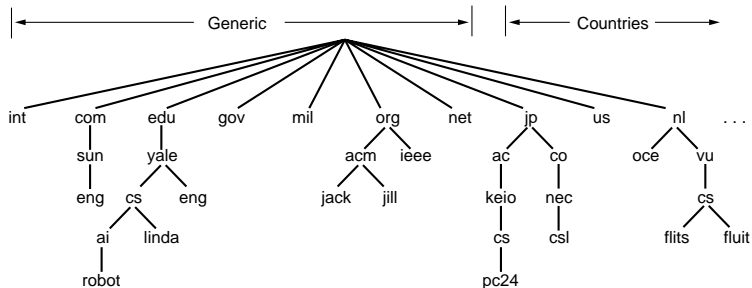 Generic Countries
int com edu gov mil org net jp us nl . . .
sun yale acm ieee ac co oce vu
eng cs eng jack jill keio nec cs
ai linda cs csl flits fluit
robot pc24